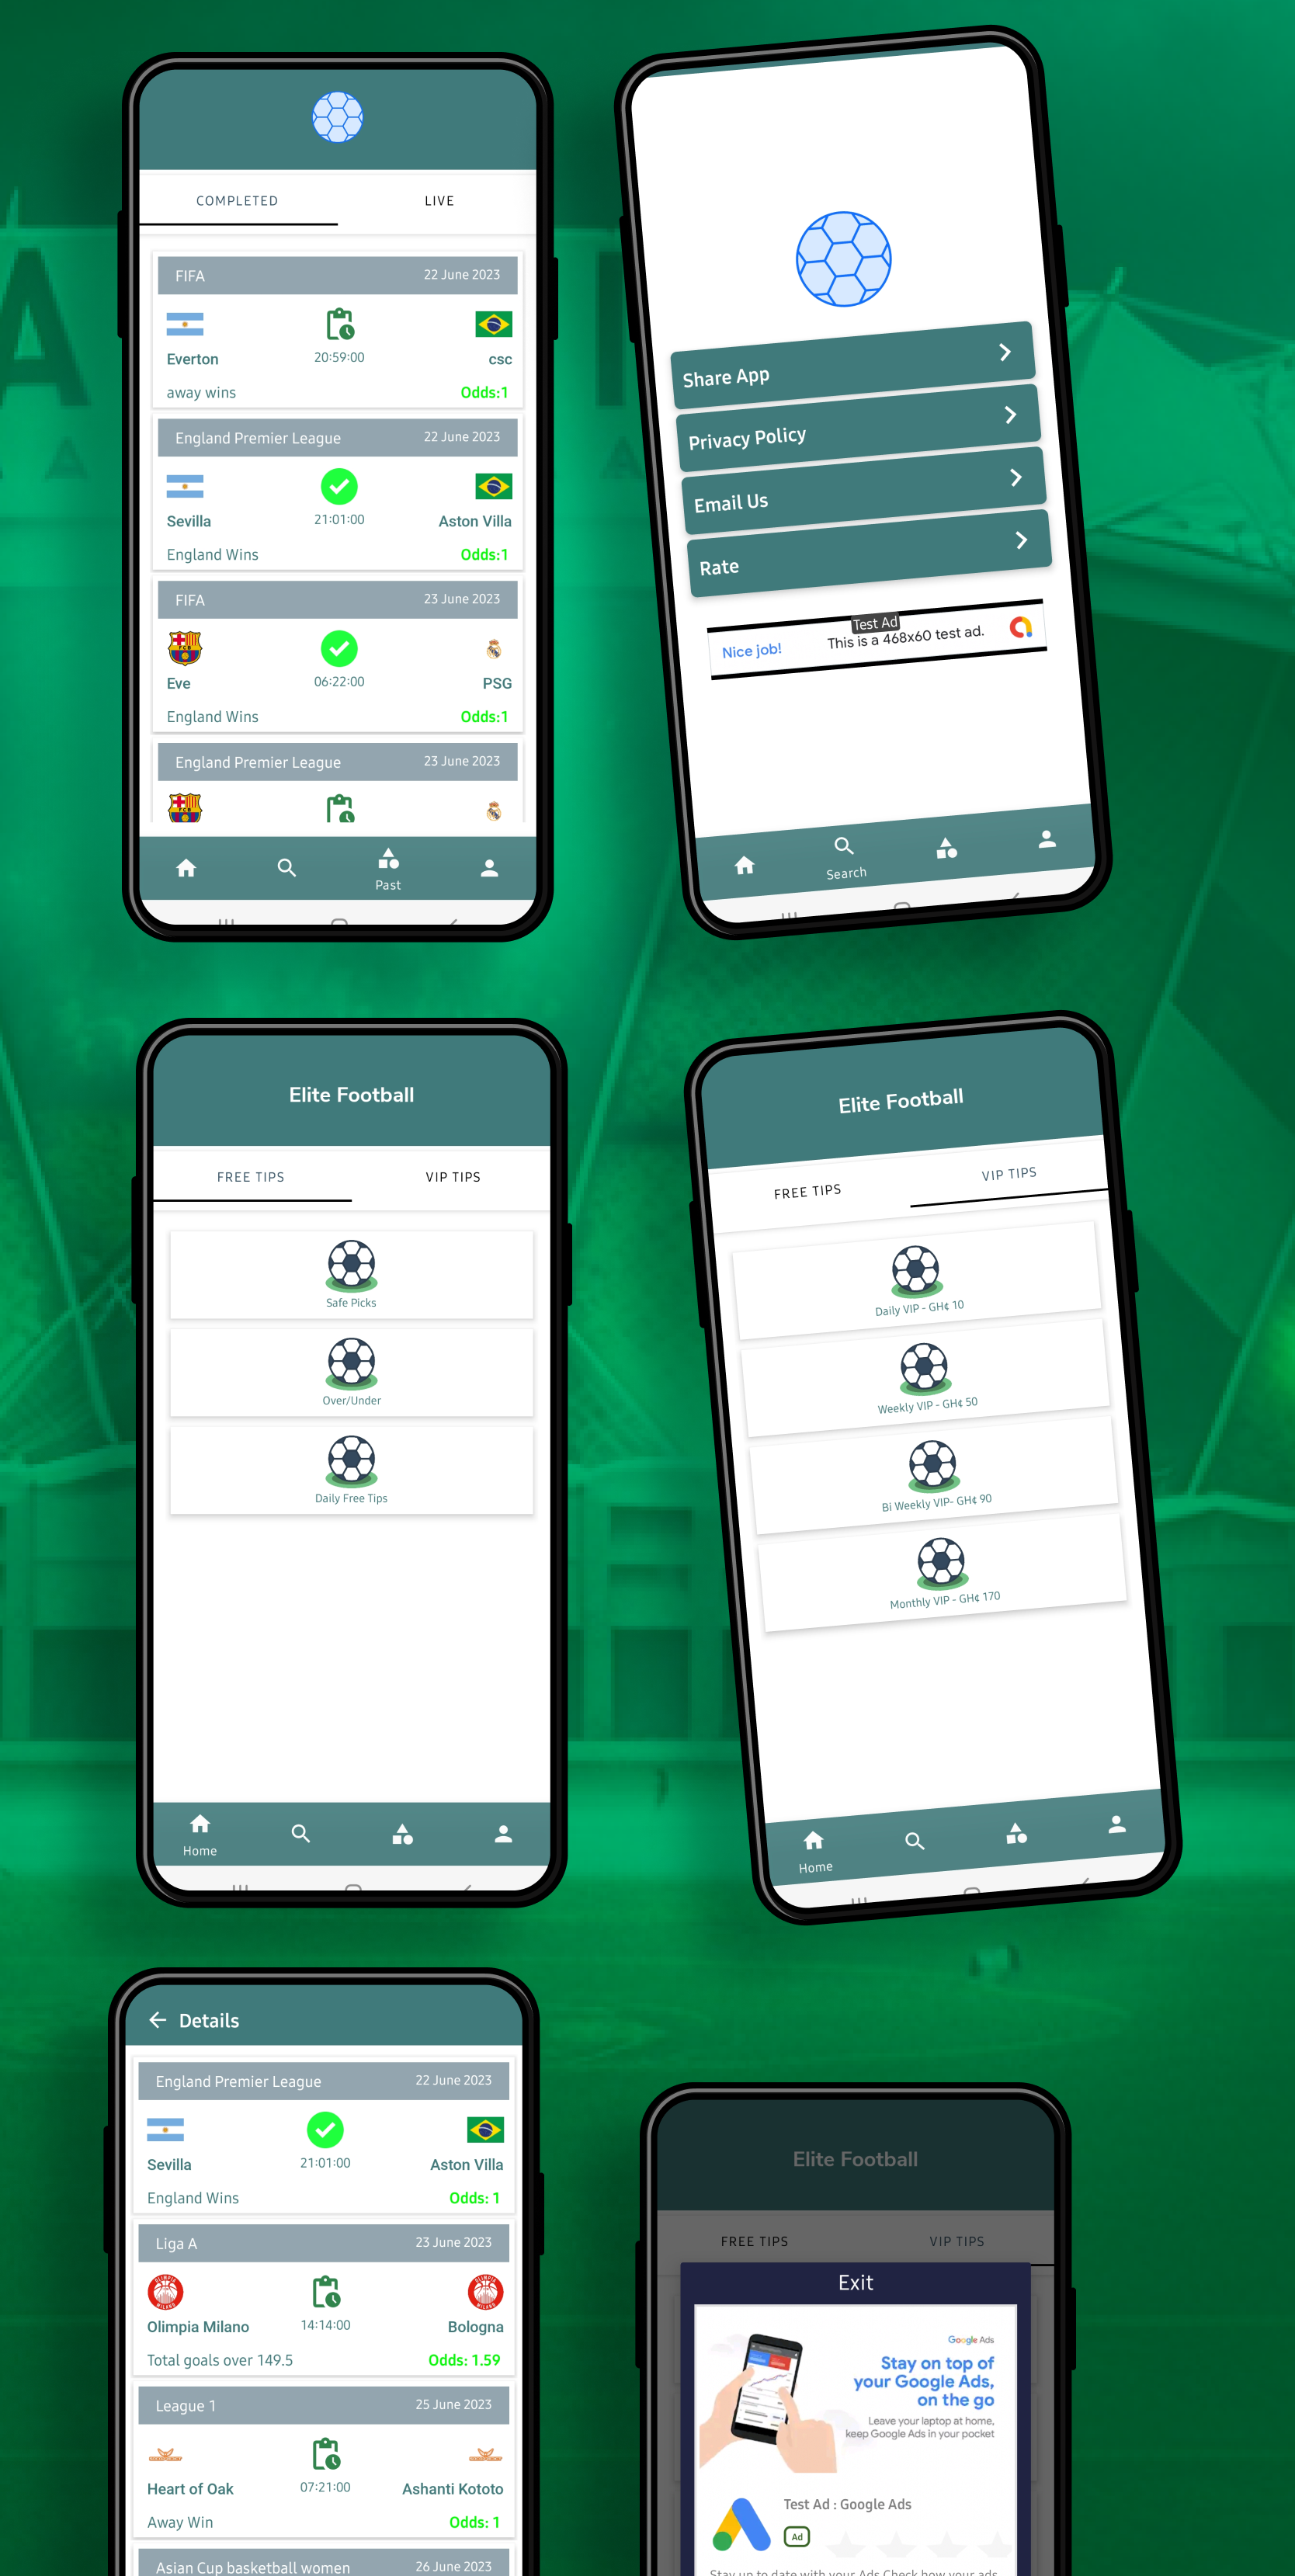 COMPLETED
LIVE
FIFA
22 June 2023
20:59:00
Everton
csc
away wins
Odds:1
England Premier League
22 June 2023
21:01:00
Sevilla
Aston Villa
England Wins
Odds:1
FIFA
23 June 2023
06:22:00
Eve
PSG
England Wins
Odds:1
England Premier League
23 June 2023
Past
Share App
Privacy Policy
Email Us
Rate
Test Ad
Nice job!
This is a 468x60 test ad.
Search
Elite Football
FREE TIPS
VIP TIPS
Safe Picks
Over/Under
Daily Free Tips
Home
Elite Football
FREE TIPS
VIP TIPS
Daily VIP - GH¢ 10
Weekly VIP - GH¢ 50
Bi Weekly VIP- GH¢ 90
Monthly VIP - GH¢ 170
Home
Details
England Premier League
22 June 2023
21:01:00
Sevilla
Aston Villa
England Wins
Odds: 1
Liga A
23 June 2023
14:14:00
Olimpia Milano
Bologna
Total goals over 149.5
Odds: 1.59
League 1
25 June 2023
07:21:00
Heart of Oak
Ashanti Kototo
Away Win
Odds: 1
Asian Cup basketball women
26 June 2023
Elite Football
FREE TIPS
VIP TIPS
Exit
Google Ads
Stay on top of
your Google Ads,
on the go
Leave your laptop at home,
keep Google Ads in your pocket
Test Ad : Google Ads
Ad
Stay up to date with your Ads Check how your ads